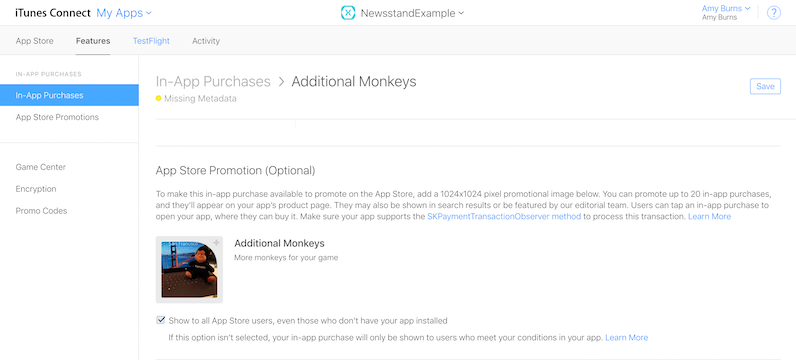 iTunes Connect My Apps
NewsstandExample
Amy Burns
Amy Burns
?
App Store Features TestFlight Activity
IN-APP PURCHASES
In-App Purchases
App Store Promotions
Game Center
Encryption
Promo Codes
In-App Purchases > Additional Monkeys
Missing Metadata
Save
App Store Promotion (Optional)
To make this in-app purchase available to promote on the App Store, add a 1024x1024 pixel promotional image below. You can promote up to 20 in-app purchases,
and they'll appear on your app's product page. They may also be shown in search results or be featured by our editorial team. Users can tap an in-app purchase to
open your app, where they can buy it. Make sure your app supports the SKPaymentTransactionObserver method to process this transaction. Learn More
Additional Monkeys
More monkeys for your game
Show to all App Store users, even those who don't have your app installed
If this option isn't selected, your in-app purchase will only be shown to users who meet your conditions in your app. Learn More